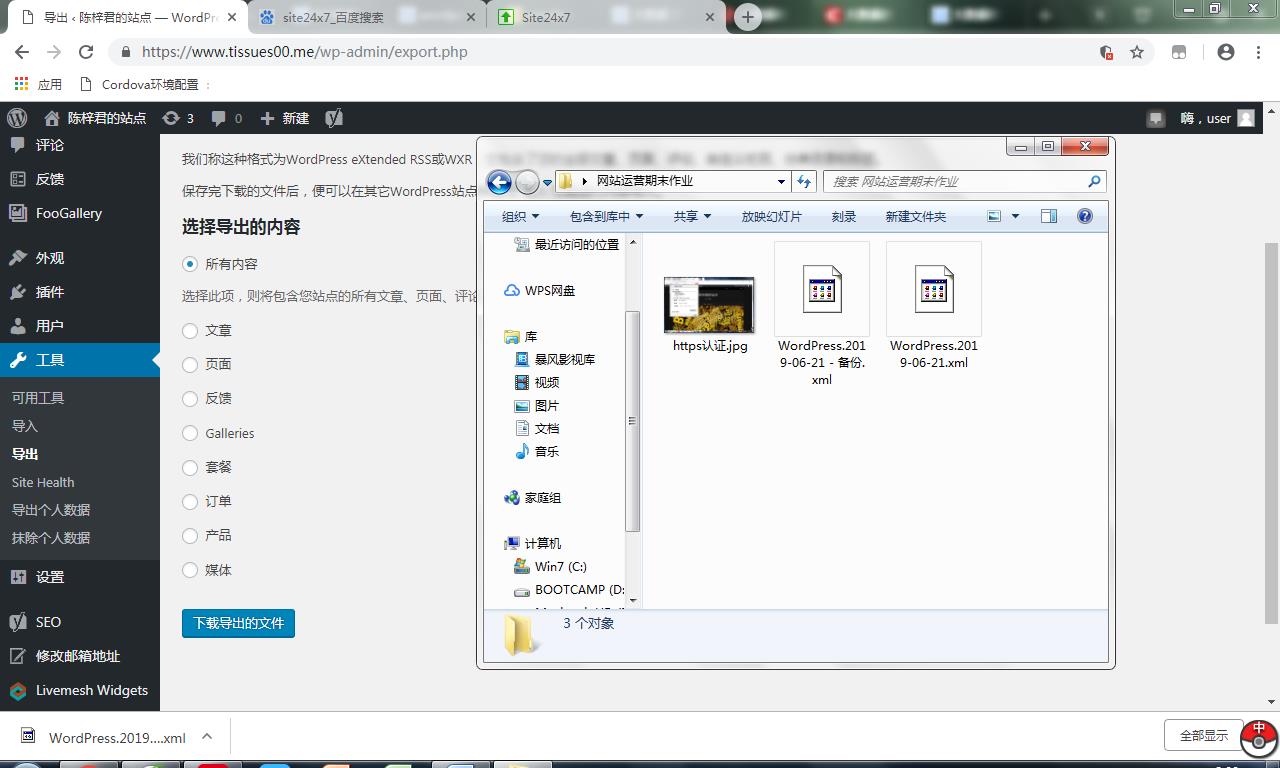 导出 ‹ 陈梓君的站点 — WordPr
site24x7_百度搜索
Site24x7
https://www.tissues00.me/wp-admin/export.php
应用
Cordova环境配置 :
陈梓君的站点
3
0
新建
嗨，user
评论
反馈
FooGallery
外观
插件
用户
工具
可用工具
导入
导出
Site Health
导出个人数据
抹除个人数据
设置
SEO
修改邮箱地址
Livemesh Widgets
我们称这种格式为WordPress eXtended RSS或WXR
保存完下载的文件后，便可以在其它WordPress站点
选择导出的内容
所有内容
选择此项，则将包含您站点的所有文章、页面、评论
文章
页面
反馈
Galleries
套餐
订单
产品
媒体
下载导出的文件
网站运营期末作业
搜索 网站运营期末作业
组织
包含到库中
共享
放映幻灯片
刻录
新建文件夹
最近访问的位置
WPS网盘
库
暴风影视库
视频
图片
文档
音乐
家庭组
计算机
Win7 (C:)
BOOTCAMP (D:
https认证.jpg
WordPress.201
9-06-21 - 备份.
xml
WordPress.201
9-06-21.xml
3 个对象
WordPress.2019....xml
全部显示
中